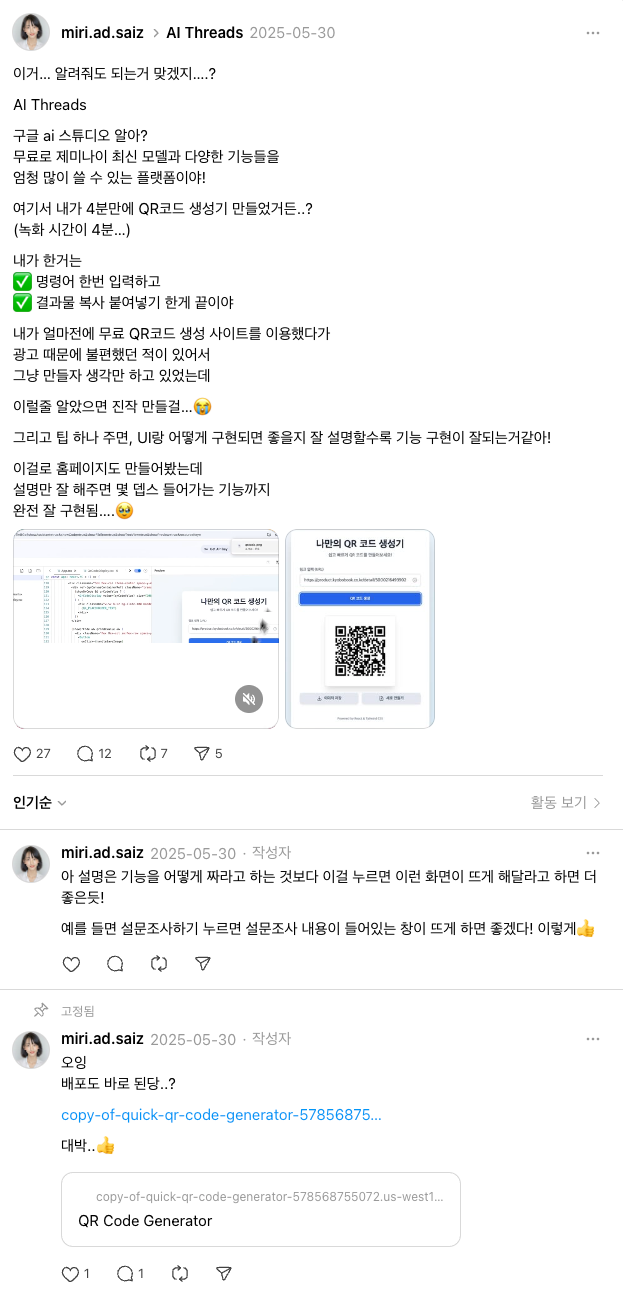 miri.ad.saiz > AI Threads 2025-05-30
이거... 알려줘도 되는거 맞겠지....?
AI Threads
구글 ai 스튜디오 알아?
무료로 제미나이 최신 모델과 다양한 기능들을
엄청 많이 쓸 수 있는 플랫폼이야!
여기서 내가 4분만에 QR코드 생성기 만들었거든..?
(녹화 시간이 4분...)
내가 한거는
✅ 명령어 한번 입력하고
✅ 결과물 복사 붙여넣기 한게 끝이야
내가 얼마전에 무료 QR코드 생성 사이트를 이용했다가
광고 때문에 불편했던 적이 있어서
그냥 만들자 생각만 하고 있었는데
이럴줄 알았으면 진작 만들걸...😭
그리고 팁 하나 주면, UI랑 어떻게 구현되면 좋을지 잘 설명할수록 기능 구현이 잘되는거같아!
이걸로 홈페이지도 만들어봤는데
설명만 잘 해주면 몇 뎁스 들어가는 기능까지
완전 잘 구현됨....🥹
나만의 QR 코드 생성기
나만의 QR 코드 생성기
QR 코드 생성
27 12 7 5
인기순
활동 보기 >
miri.ad.saiz 2025-05-30 · 작성자
아 설명은 기능을 어떻게 짜라고 하는 것보다 이걸 누르면 이런 화면이 뜨게 해달라고 하면 더
좋은듯!
예를 들면 설문조사하기 누르면 설문조사 내용이 들어있는 창이 뜨게 하면 좋겠다! 이렇게👍
고정됨
miri.ad.saiz 2025-05-30 · 작성자
오잉
배포도 바로 된당..?
copy-of-quick-qr-code-generator-57856875...
대박..👍
copy-of-quick-qr-code-generator-578568755072.us-west1...
QR Code Generator
1 1